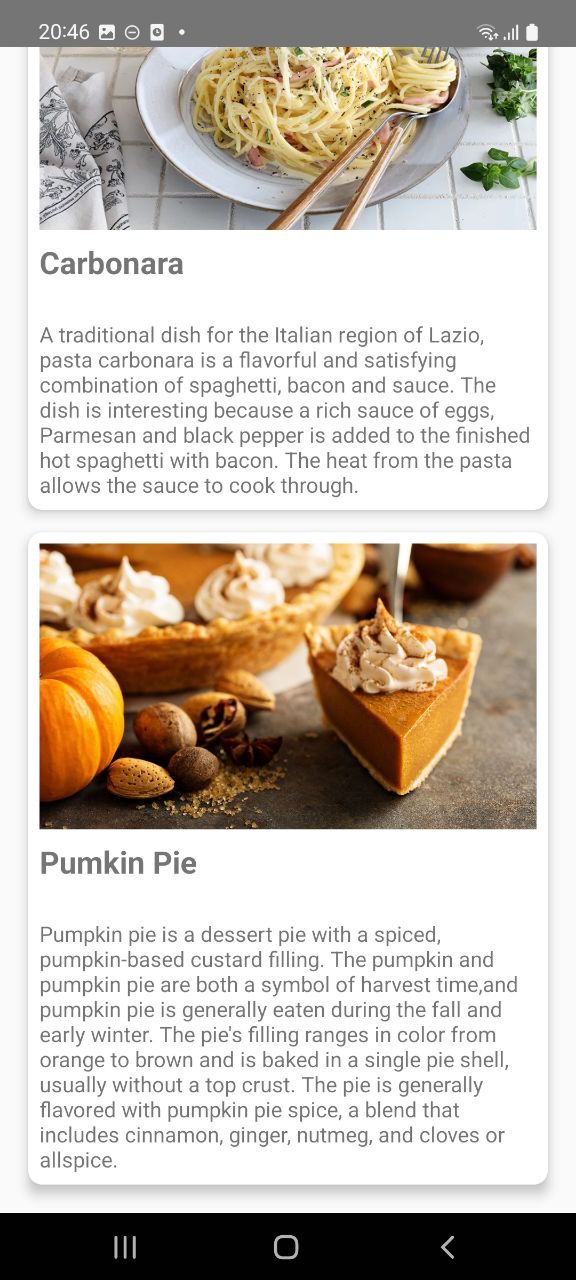 20:46
Carbonara
A traditional dish for the Italian region of Lazio,
pasta carbonara is a flavorful and satisfying
combination of spaghetti, bacon and sauce. The
dish is interesting because a rich sauce of eggs,
Parmesan and black pepper is added to the finished
hot spaghetti with bacon. The heat from the pasta
allows the sauce to cook through.
Pumkin Pie
Pumpkin pie is a dessert pie with a spiced,
pumpkin-based custard filling. The pumpkin and
pumpkin pie are both a symbol of harvest time,and
pumpkin pie is generally eaten during the fall and
early winter. The pie's filling ranges in color from
orange to brown and is baked in a single pie shell,
usually without a top crust. The pie is generally
flavored with pumpkin pie spice, a blend that
includes cinnamon, ginger, nutmeg, and cloves or
allspice.